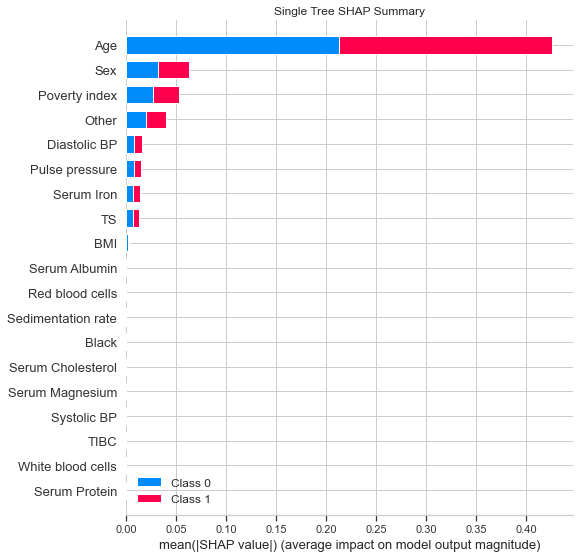 Single Tree SHAP Summary
Age
Sex
Poverty index
Other
Diastolic BP
Pulse pressure
Serum Iron
TS
BMI
Serum Albumin
Red blood cells
Sedimentation rate
Black
Serum Cholesterol
Serum Magnesium
Systolic BP
TIBC
White blood cells
Serum Protein
Class 0
Class 1
0.00 0.05 0.10 0.15 0.20 0.25 0.30 0.35 0.40
mean(|SHAP value|) (average impact on model output magnitude)